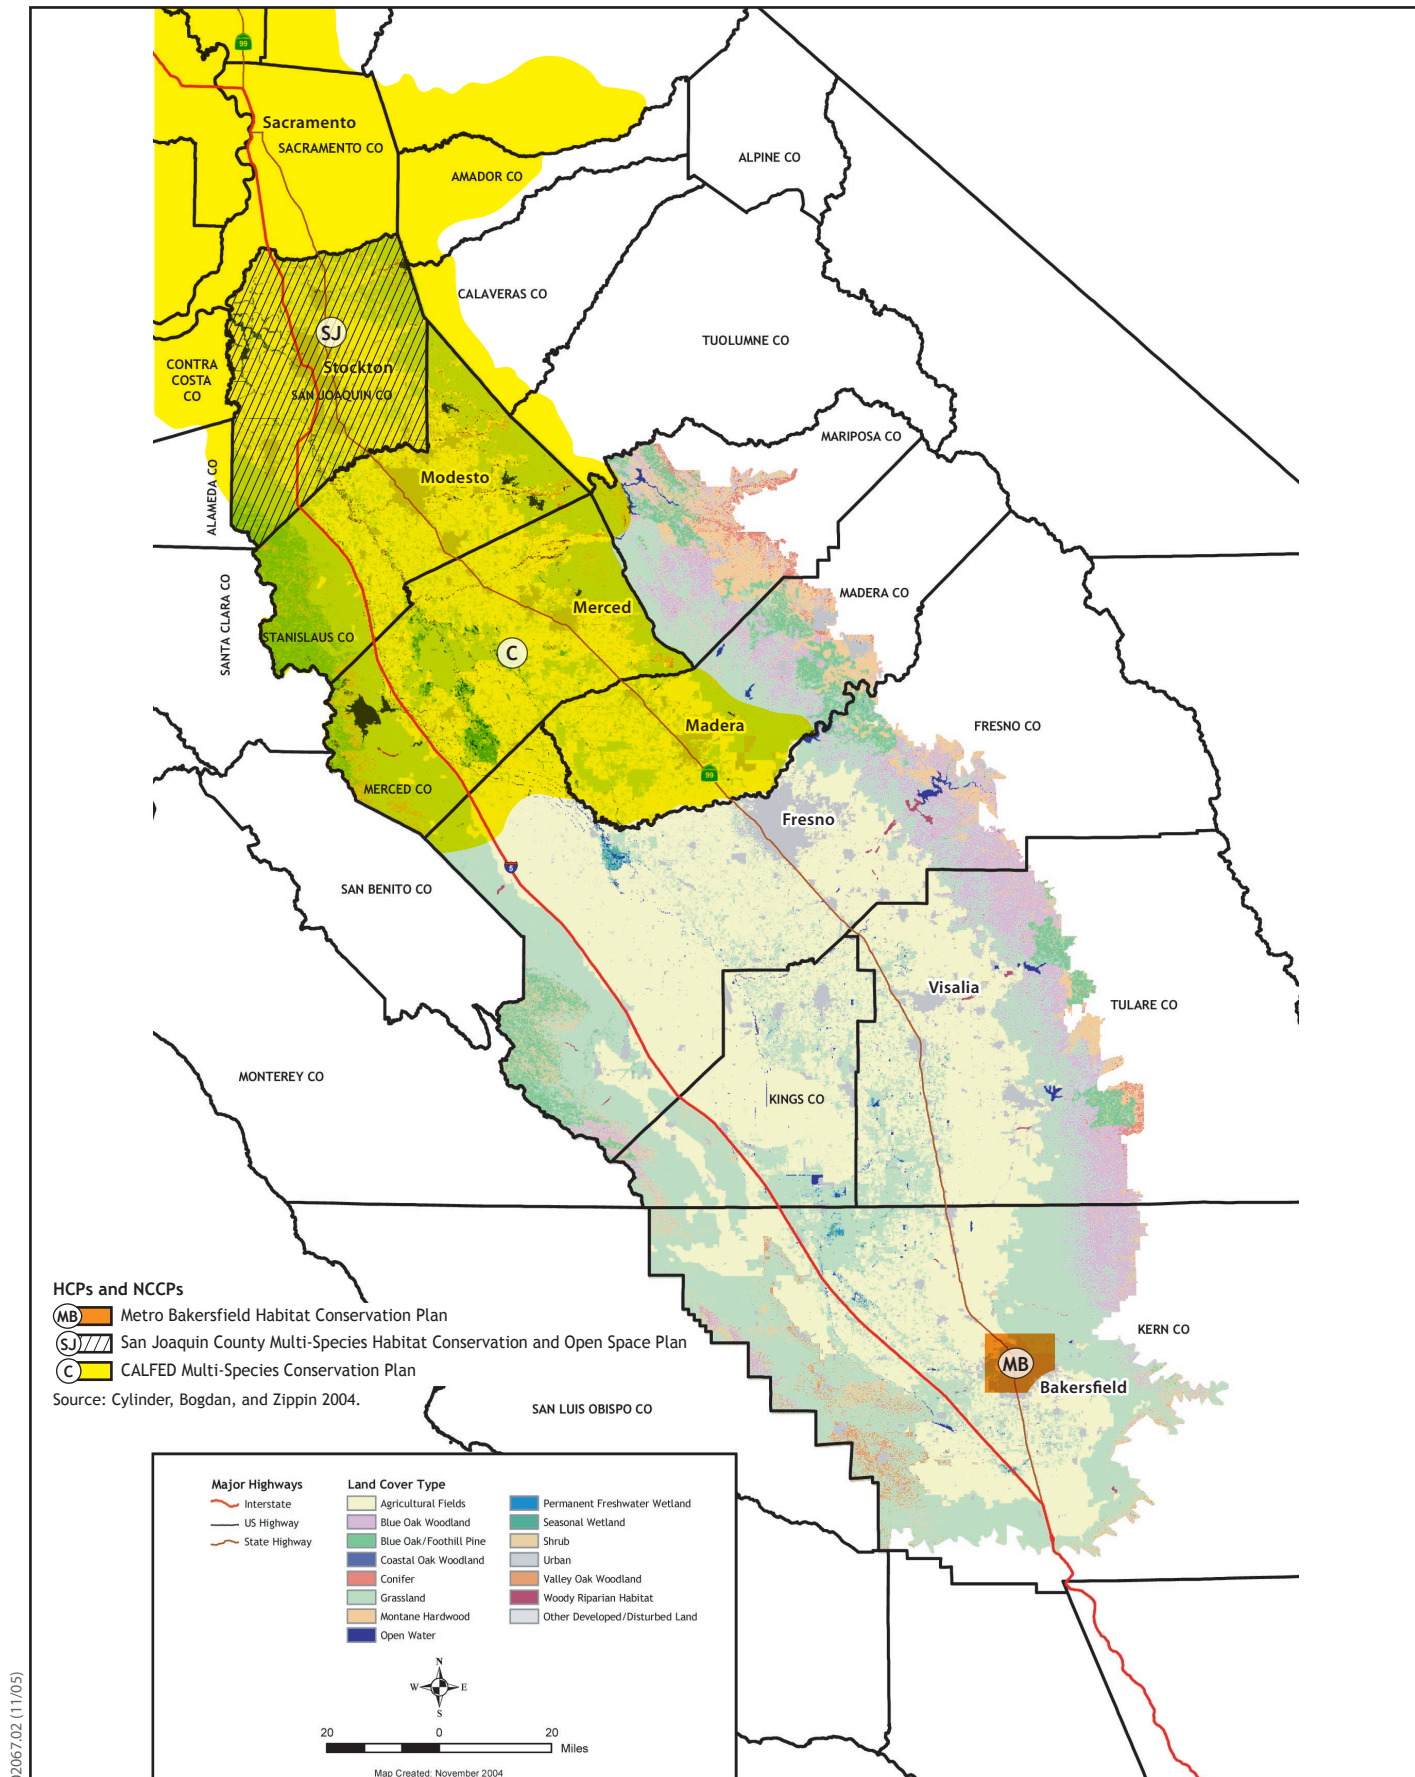 99
Sacramento
SACRAMENTO CO
ALPINE CO
AMADOR CO
CALAVERAS CO
SJ
TUOLUMNE CO
CONTRA
COSTA
CO
Stockton
SAN JOAQUIN CO
MARIPOSA CO
Modesto
ALAMEDA CO
MADERA CO
Merced
SANTA CLARA CO
STANISLAUS CO
C
Madera
FRESNO CO
99
MERCED CO
Fresno
5
SAN BENITO CO
Visalia
TULARE CO
MONTEREY CO
KINGS CO
HCPs and NCCPs
MB Metro Bakersfield Habitat Conservation Plan
SJ San Joaquin County Multi-Species Habitat Conservation and Open Space Plan
C CALFED Multi-Species Conservation Plan
Source: Cylinder, Bogdan, and Zippin 2004.
KERN CO
MB
Bakersfield
SAN LUIS OBISPO CO
Major Highways
Interstate
US Highway
State Highway
Land Cover Type
Agricultural Fields
Blue Oak Woodland
Blue Oak/Foothill Pine
Coastal Oak Woodland
Conifer
Grassland
Montane Hardwood
Open Water
Permanent Freshwater Wetland
Seasonal Wetland
Shrub
Urban
Valley Oak Woodland
Woody Riparian Habitat
Other Developed/Disturbed Land
N
W E
S
20 0 20
Miles
Map Created: November 2004
02067.02 (11/05)